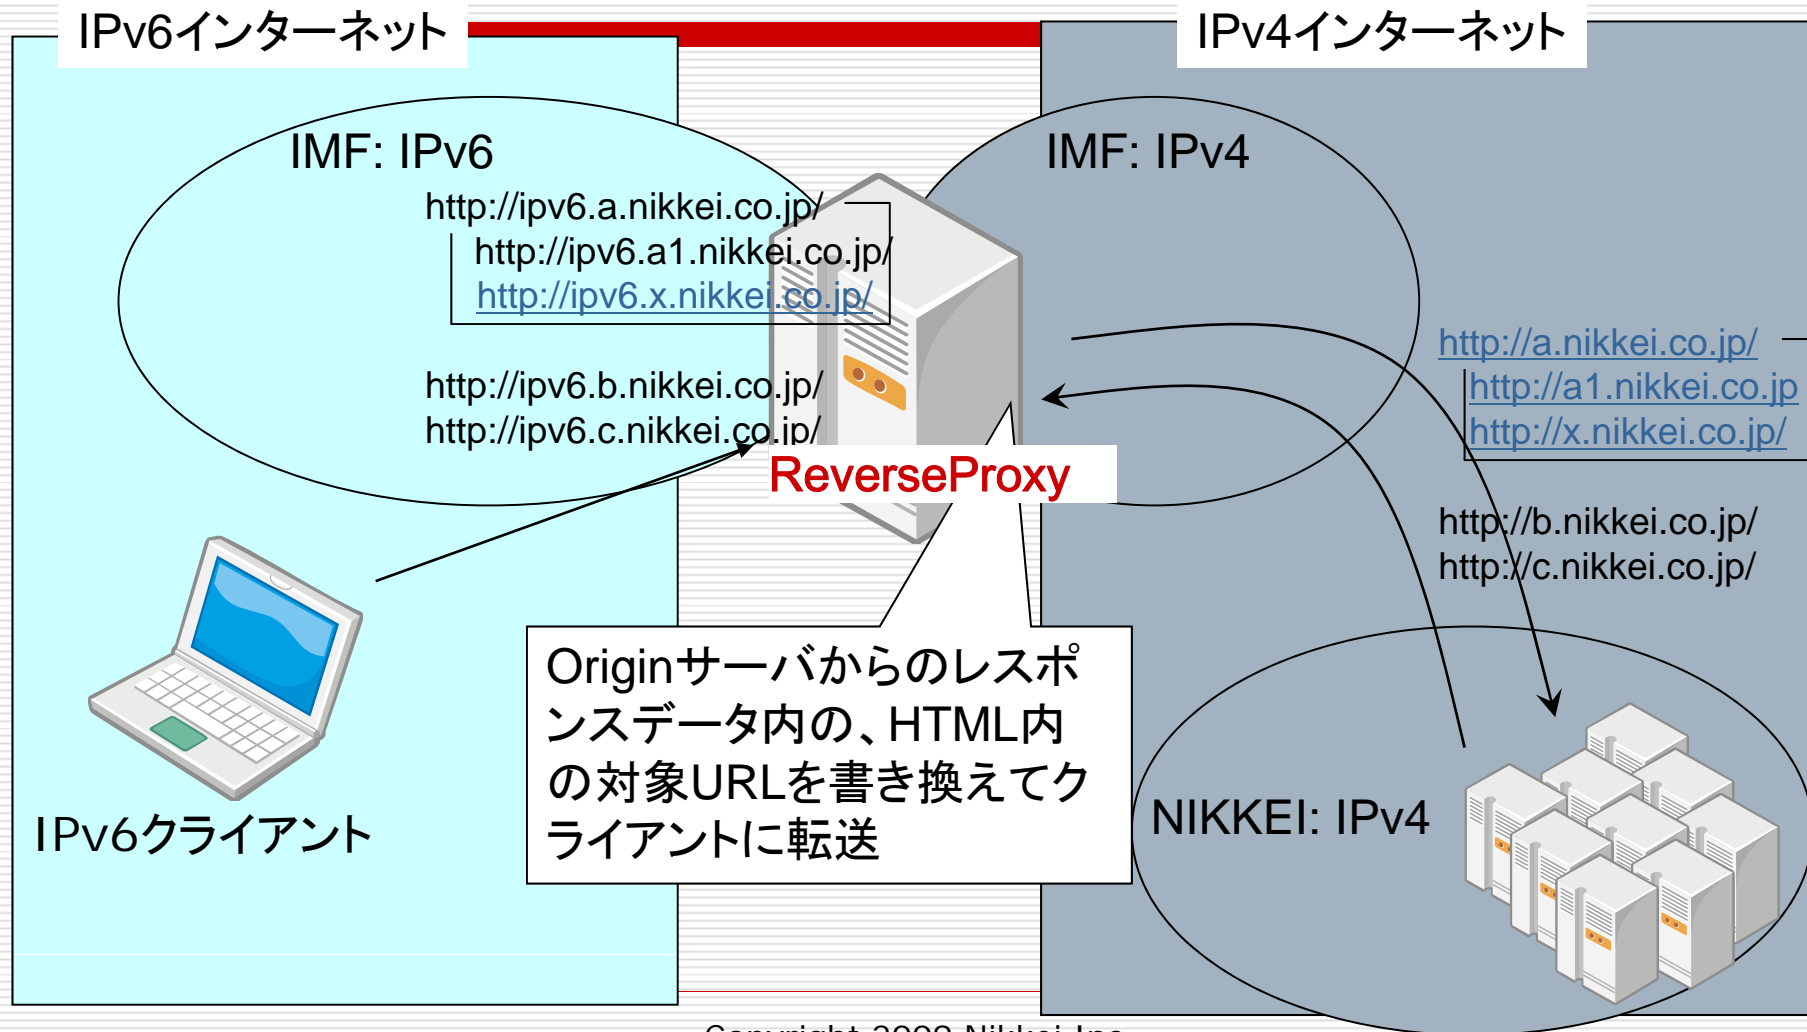 IPv6インターネット
IPv4インターネット
IMF: IPv6
IMF: IPv4
http://ipv6.a.nikkei.co.jp/
http://ipv6.a1.nikkei.co.jp/
http://ipv6.x.nikkei.co.jp/
http://ipv6.b.nikkei.co.jp/
http://ipv6.c.nikkei.co.jp/
http://a.nikkei.co.jp/
http://a1.nikkei.co.jp
http://x.nikkei.co.jp/
http://b.nikkei.co.jp/
http://c.nikkei.co.jp/
ReverseProxy
Originサーバからのレスポ
ンスデータ内の、HTML内
の対象URLを書き換えてク
ライアントに転送
IPv6クライアント
NIKKEI: IPv4
Nikkei Inc